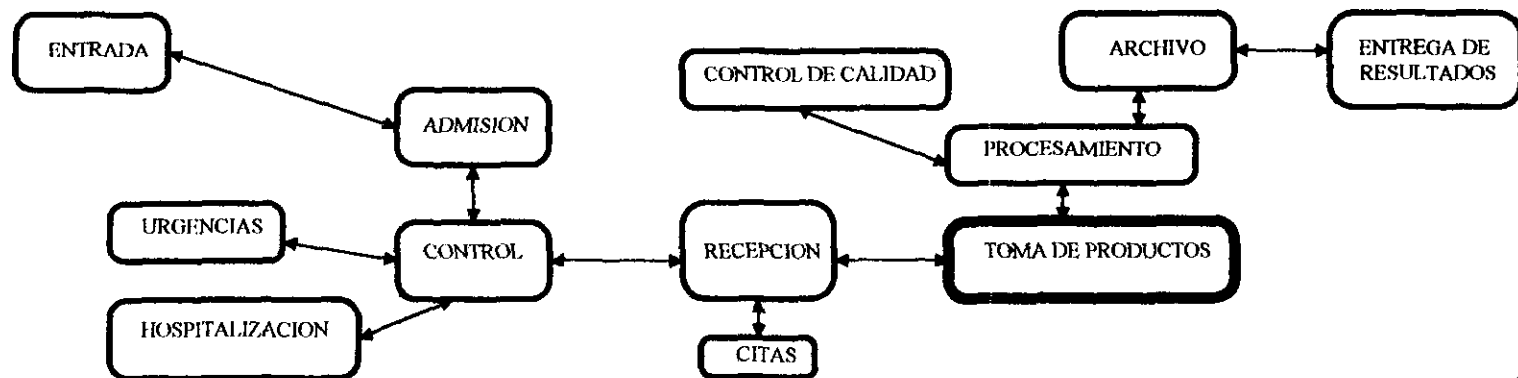 ENTRADA
ADMISION
URGENCIAS
CONTROL
HOSPITALIZACION
RECEPCION
CITAS
CONTROL DE CALIDAD
ARCHIVO
ENTREGA DE
RESULTADOS
PROCESAMIENTO
TOMA DE PRODUCTOS